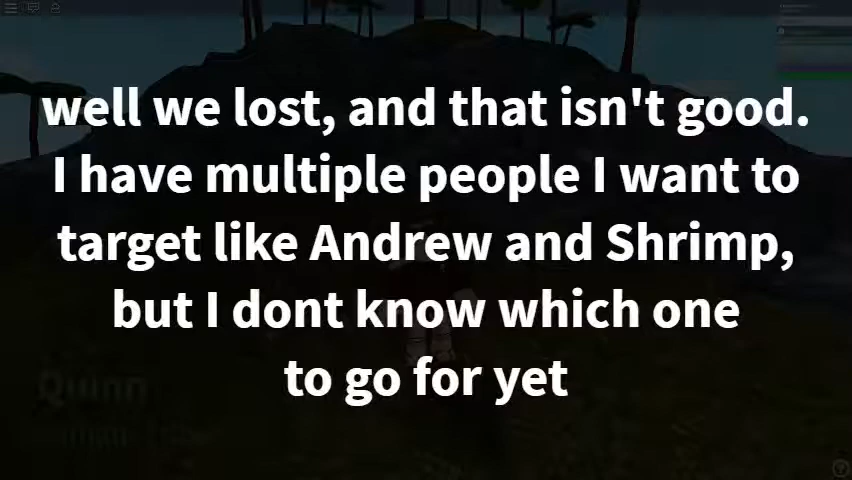 well we lost, and that isn't good.
I have multiple people I want to
target like Andrew and Shrimp,
but I dont know which one
to go for yet
Quinn